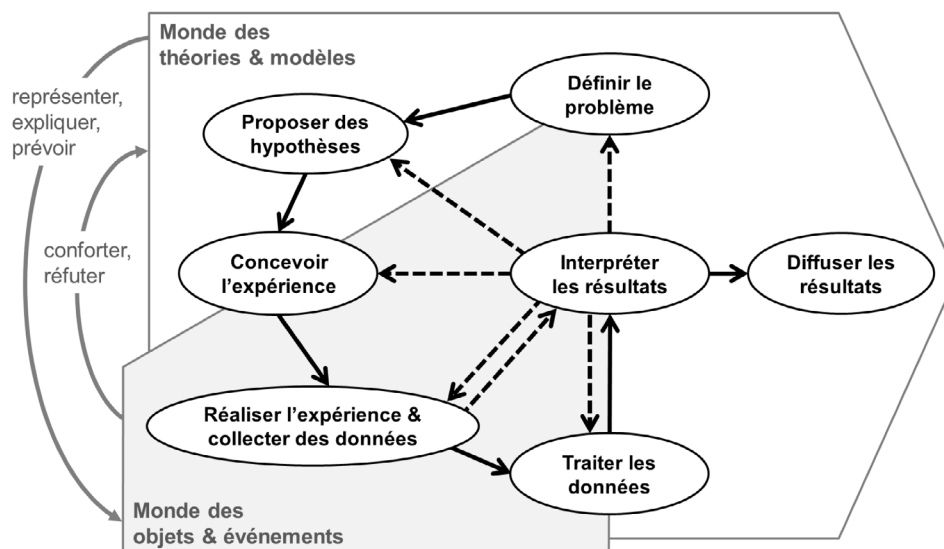 Monde des
théories & modèles
représenter,
expliquer,
prévoir
conforter,
réfuter
Définir le
problème
Proposer des
hypothèses
Concevoir
l'expérience
Interpréter
les résultats
Diffuser les
résultats
Réaliser l'expérience &
collecter des données
Traiter les
données
Monde des
objets & événements